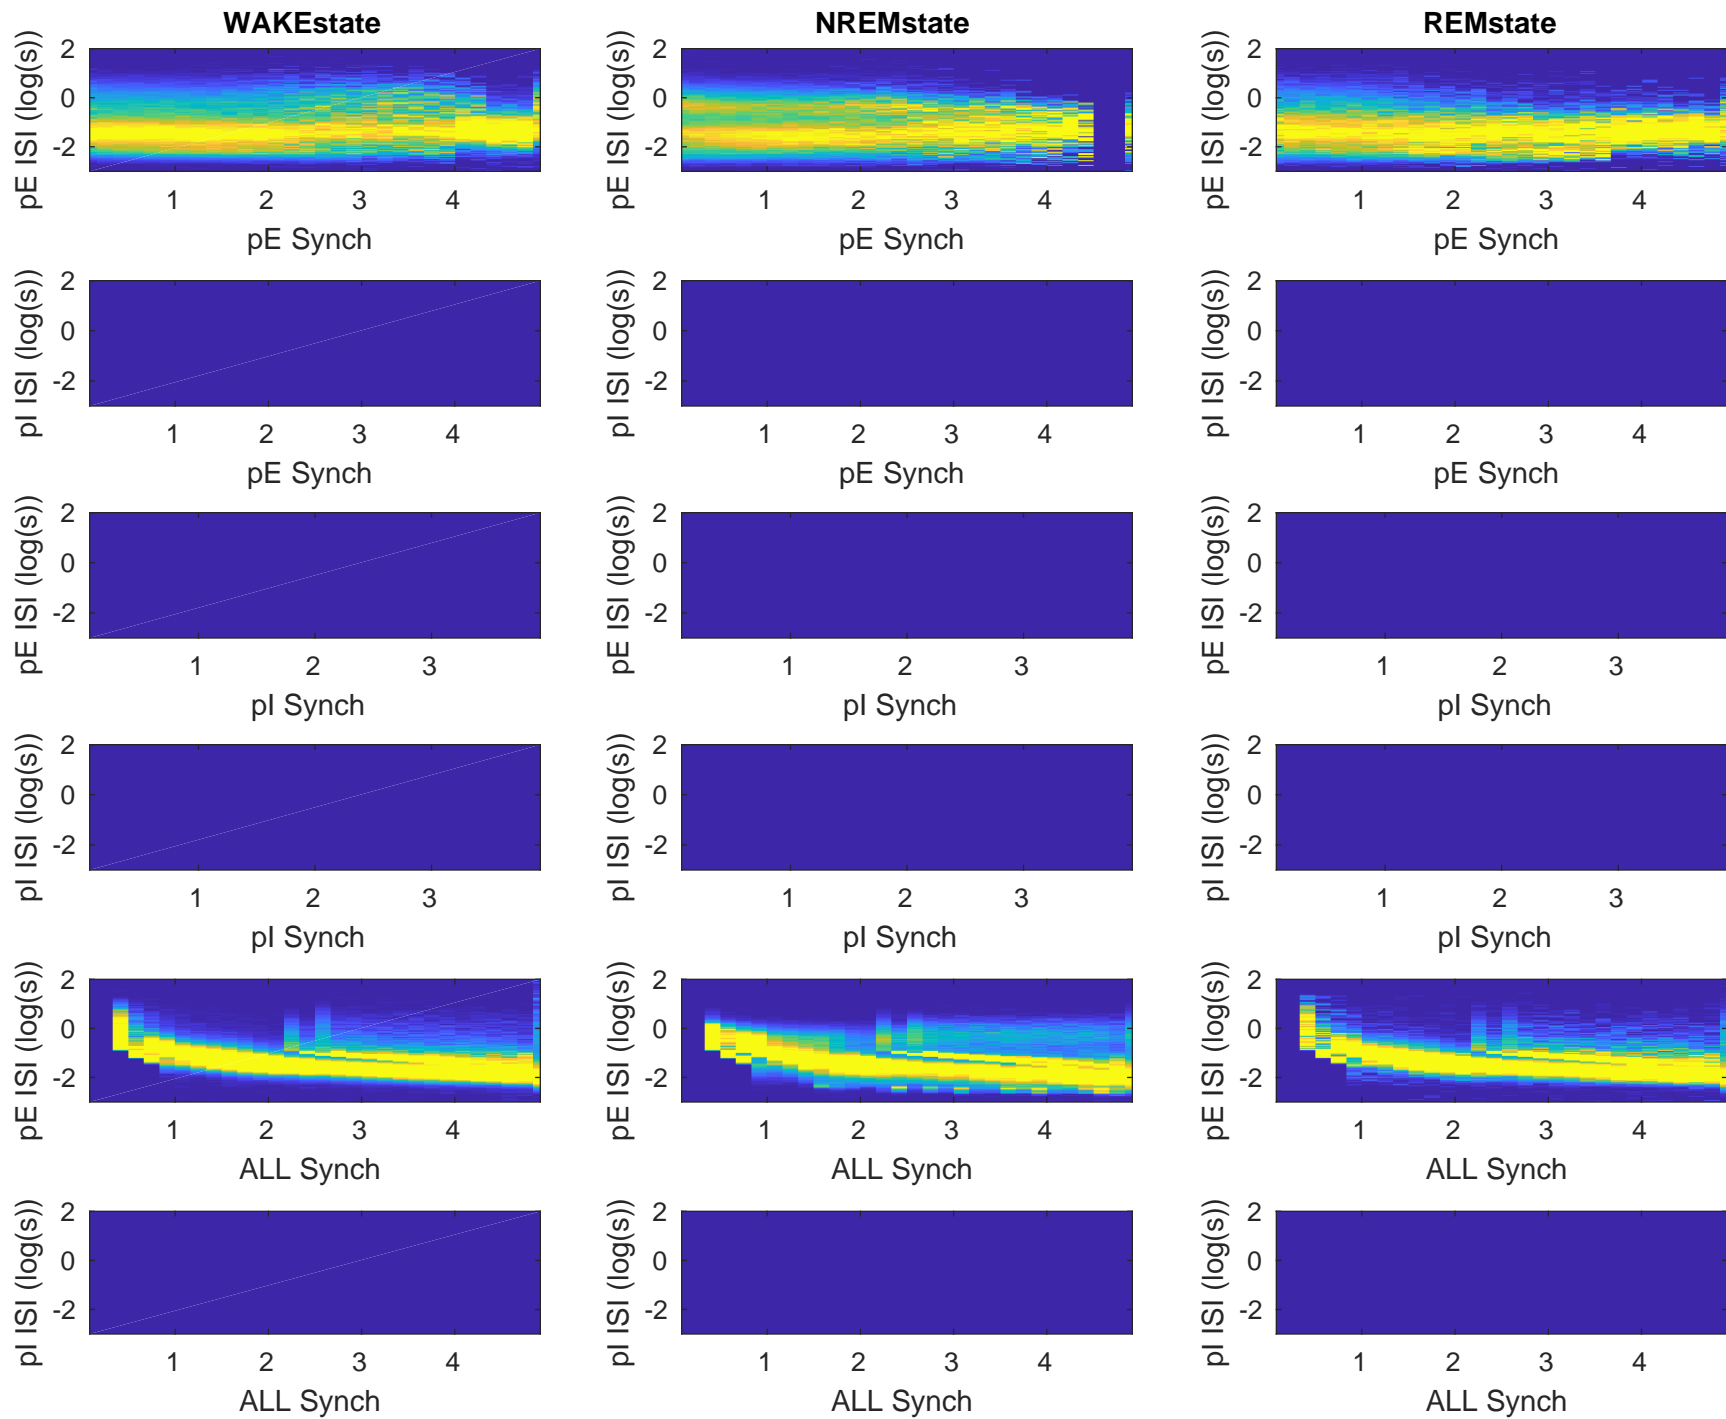 WAKEstate NREMstate REMstate
pE ISI (log(s)) 2 0 -2 pE ISI (log(s)) 2 0 -2 pE ISI (log(s)) 2 0 -2
1 2 3 4 1 2 3 4 1 2 3 4
pE Synch pE Synch pE Synch
pI ISI (log(s)) 2 0 -2 pI ISI (log(s)) 2 0 -2 pI ISI (log(s)) 2 0 -2
1 2 3 4 1 2 3 4 1 2 3 4
pE Synch pE Synch pE Synch
pE ISI (log(s)) 2 0 -2 pE ISI (log(s)) 2 0 -2 pE ISI (log(s)) 2 0 -2
1 2 3 1 2 3 1 2 3
pI Synch pI Synch pI Synch
pI ISI (log(s)) 2 0 -2 pI ISI (log(s)) 2 0 -2 pI ISI (log(s)) 2 0 -2
1 2 3 1 2 3 1 2 3
pI Synch pI Synch pI Synch
pE ISI (log(s)) 2 0 -2 pE ISI (log(s)) 2 0 -2 pE ISI (log(s)) 2 0 -2
1 2 3 4 1 2 3 4 1 2 3 4
ALL Synch ALL Synch ALL Synch
pI ISI (log(s)) 2 0 -2 pI ISI (log(s)) 2 0 -2 pI ISI (log(s)) 2 0 -2
1 2 3 4 1 2 3 4 1 2 3 4
ALL Synch ALL Synch ALL Synch